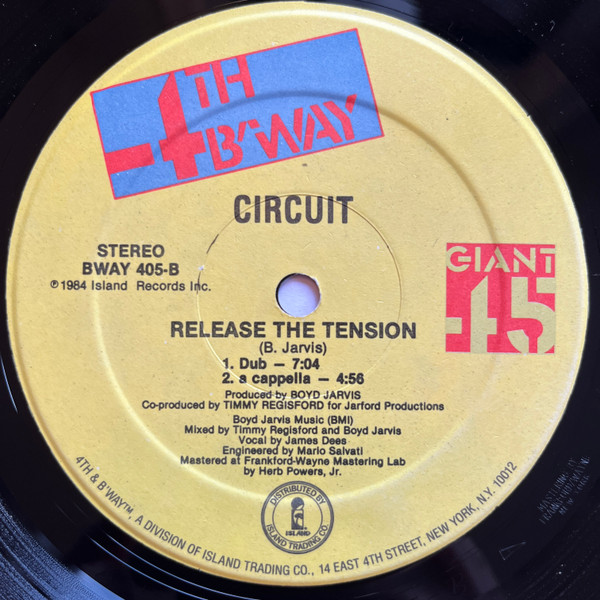 4TH
B'WAY
CIRCUIT
STEREO
BWAY 405-B
℗1984 Island Records Inc.
GIANT
45
RELEASE THE TENSION
(B. Jarvis)
1. Dub — 7:04
2. a cappella — 4:56
Produced by BOYD JARVIS
Co-produced by TIMMY REGISFORD for Jarford Productions
Boyd Jarvis Music (BMI)
Mixed by Timmy Regisford and Boyd Jarvis
Vocal by James Dees
Engineered by Mario Salvati
Mastered at Frankford-Wayne Mastering Lab
by Herb Powers, Jr.
DISTRIBUTED BY
ISLAND
ISLAND TRADING CO.
4TH & B'WAY™ A DIVISION OF ISLAND TRADING CO., 14 EAST 4TH STREET, NEW YORK, N.Y. 10012